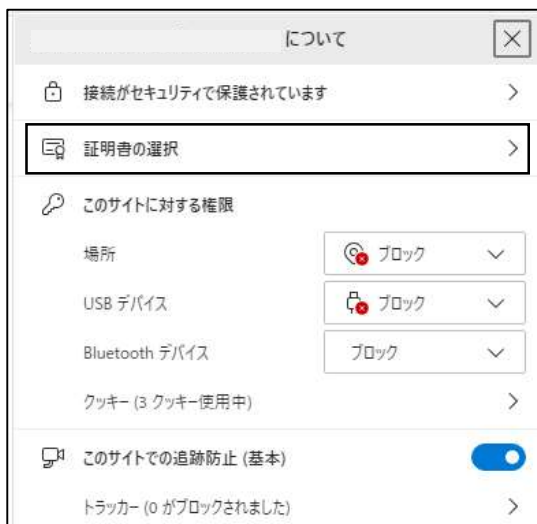 について
接続がセキュリティで保護されています
証明書の選択
このサイトに対する権限
場所
ブロック
USB デバイス
ブロック
Bluetooth デバイス
ブロック
クッキー (3 クッキー使用中)
このサイトでの追跡防止 (基本)
トラッカー (0 がブロックされました)